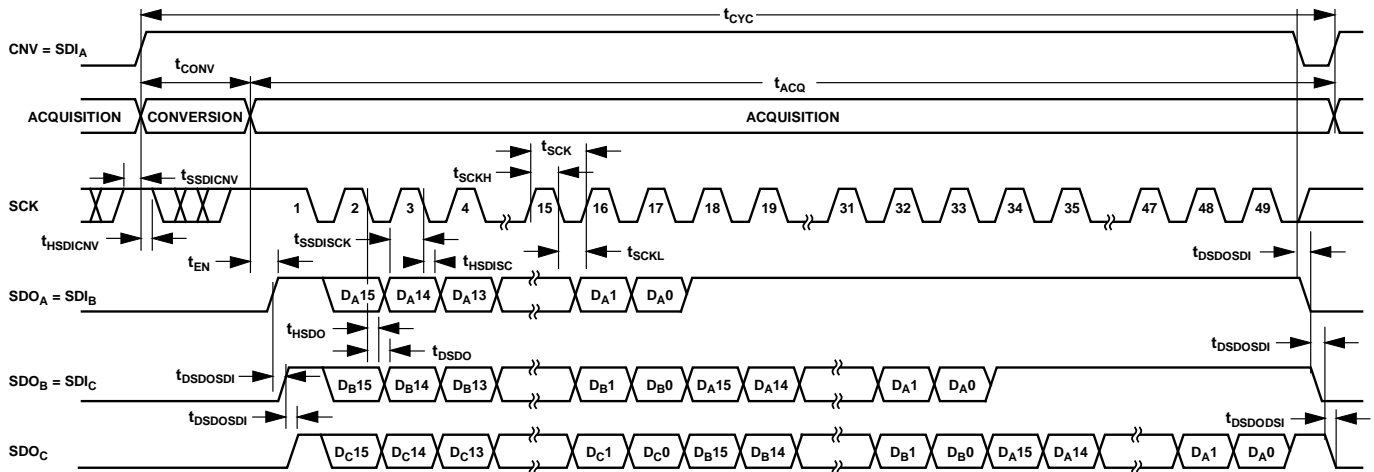 tCYC
CNV = SDIA
tCONV
tACQ
ACQUISITION CONVERSION ACQUISITION
tSCK
tSSDICNV tSCKH
SCK 1 2 3 4 15 16 17 18 19 31 32 33 34 35 47 48 49
tHSDICNV tSSDISCK
tEN tHSDISC tSCKL tDSDOSDI
SDOA = SDIB DA15 DA14 DA13 DA1 DA0
tHSDO
tDSDO tDSDOSDI
tDSDOSDI
SDOB = SDIC DB15 DB14 DB13 DB1 DB0 DA15 DA14 DA1 DA0
tDSDOSDI tDSDODSI
SDOC DC15 DC14 DC13 DC1 DC0 DB15 DB14 DB1 DB0 DA15 DA14 DA1 DA0